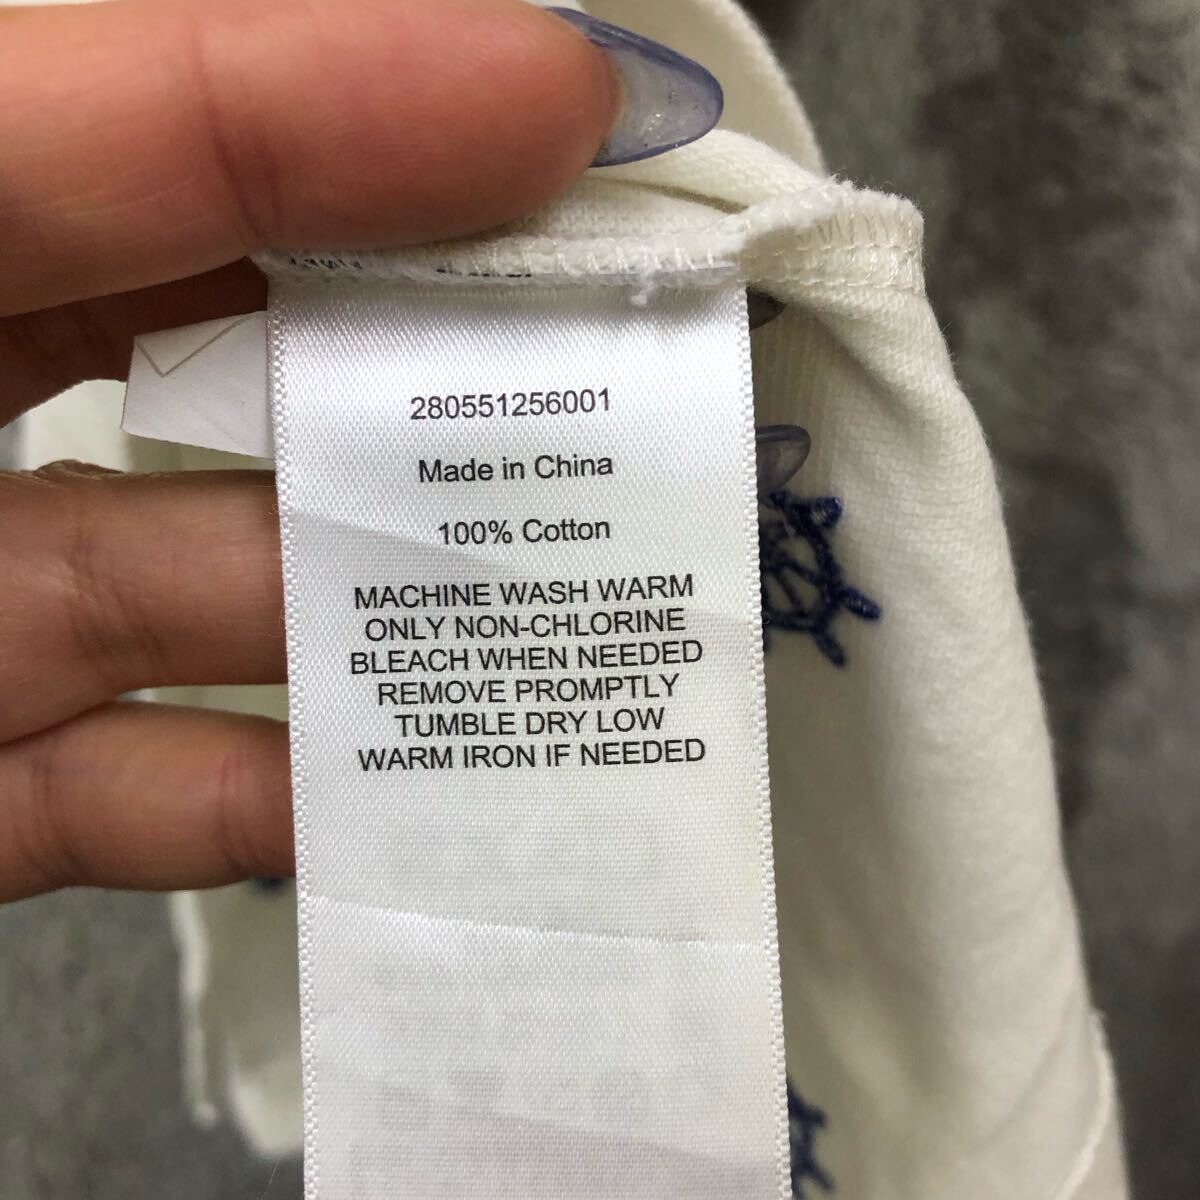 280551256001
Made in China
100% Cotton
MACHINE WASH WARM
ONLY NON-CHLORINE
BLEACH WHEN NEEDED
REMOVE PROMPTLY
TUMBLE DRY LOW
WARM IRON IF NEEDED